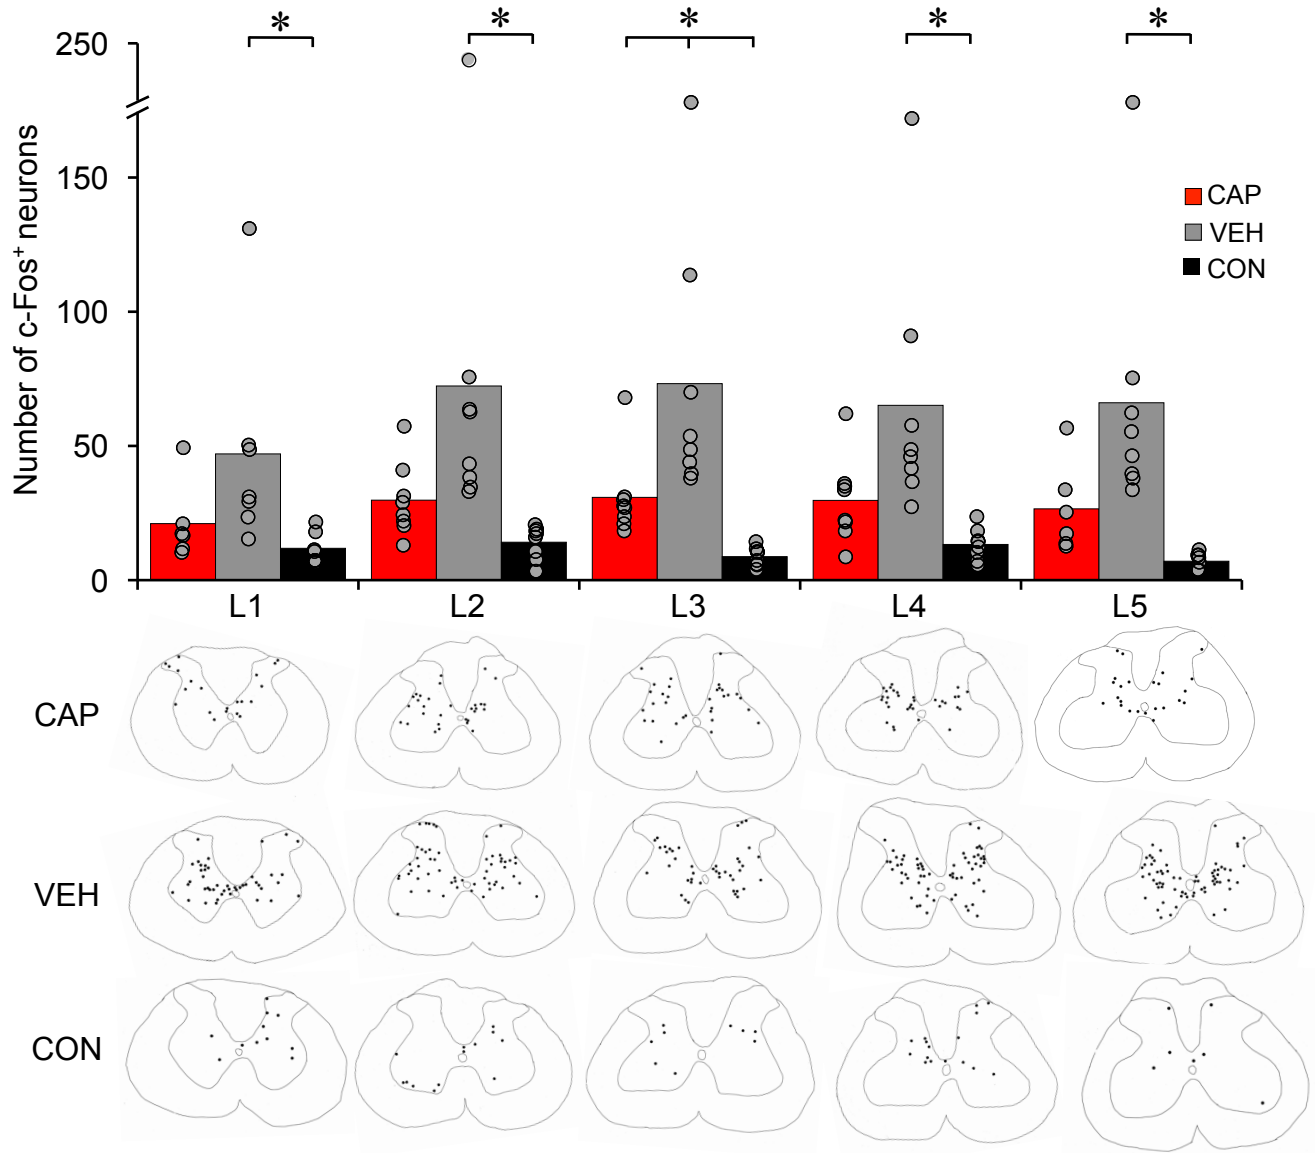 * * * * *
250
150
100
50
0
Number of c-Fos⁺ neurons
CAP
VEH
CON
L1 L2 L3 L4 L5
CAP
VEH
CON